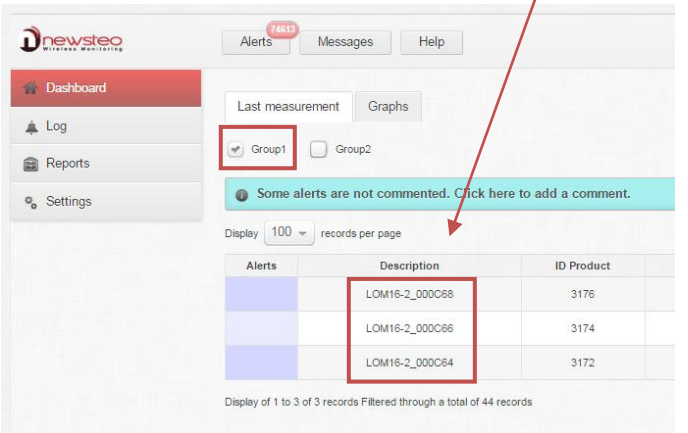 74613
newsteo
Wireless Monitoring
Alerts Messages Help
Dashboard
Log
Reports
Settings
Last measurement Graphs
Group1 Group2
Some alerts are not commented. Click here to add a comment.
Display 100 records per page
Alerts Description ID Product
LOM16-2_000C68 3176
LOM16-2_000C66 3174
LOM16-2_000C64 3172
Display of 1 to 3 of 3 records Filtered through a total of 44 records